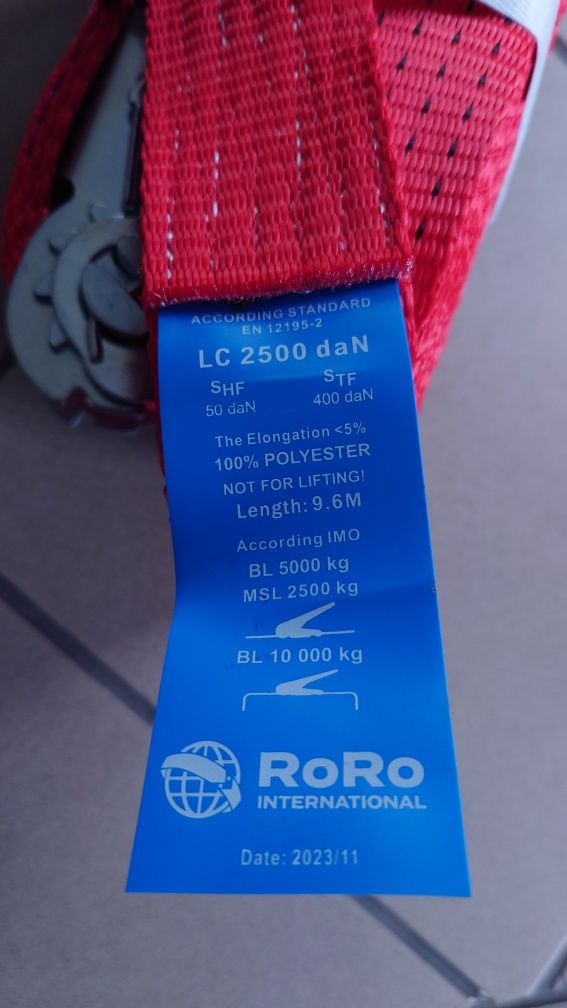 ACCORDING STANDARD
EN 12195-2
LC 2500 daN
SHF STF
50 daN 400 daN
The Elongation <5%
100% POLYESTER
NOT FOR LIFTING!
Length: 9.6M
According IMO
BL 5000 kg
MSL 2500 kg
BL 10 000 kg
RoRo
INTERNATIONAL
Date: 2023/11